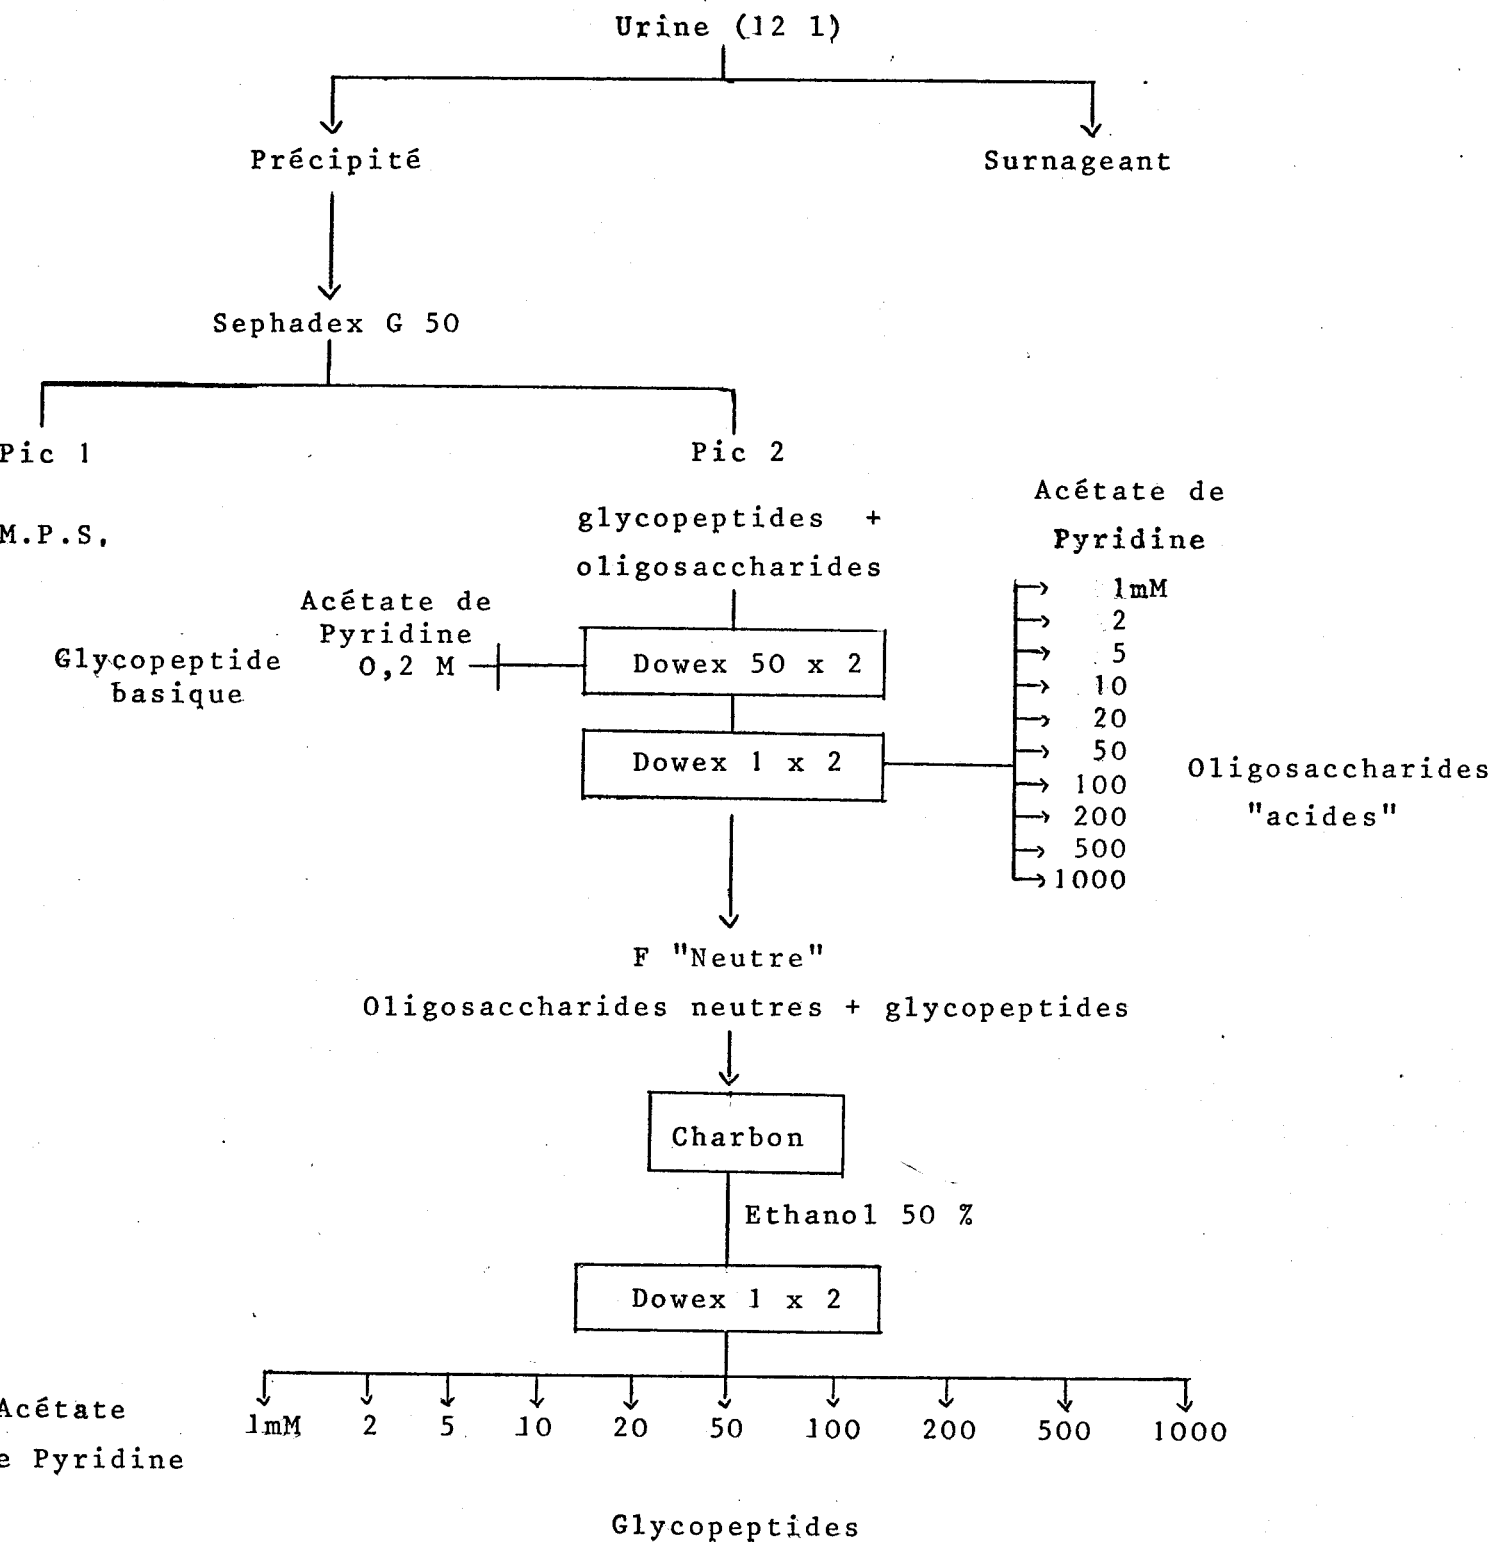 Urine (12 l)
Précipité
Surnageant
Sephadex G 50
Pic 1
M.P.S.
Pic 2
glycopeptides +
oligosaccharides
Acétate de
Pyridine
0,2 M
Glycopeptide
basique
Dowex 50 x 2
Dowex 1 x 2
Acétate de
Pyridine
1mM
2
5
10
20
50
100
200
500
1000
Oligosaccharides
"acides"
F "Neutre"
Oligosaccharides neutres + glycopeptides
Charbon
Ethanol 50 %
Dowex 1 x 2
Acétate
e Pyridine
1mM 2 5 10 20 50 100 200 500 1000
Glycopeptides